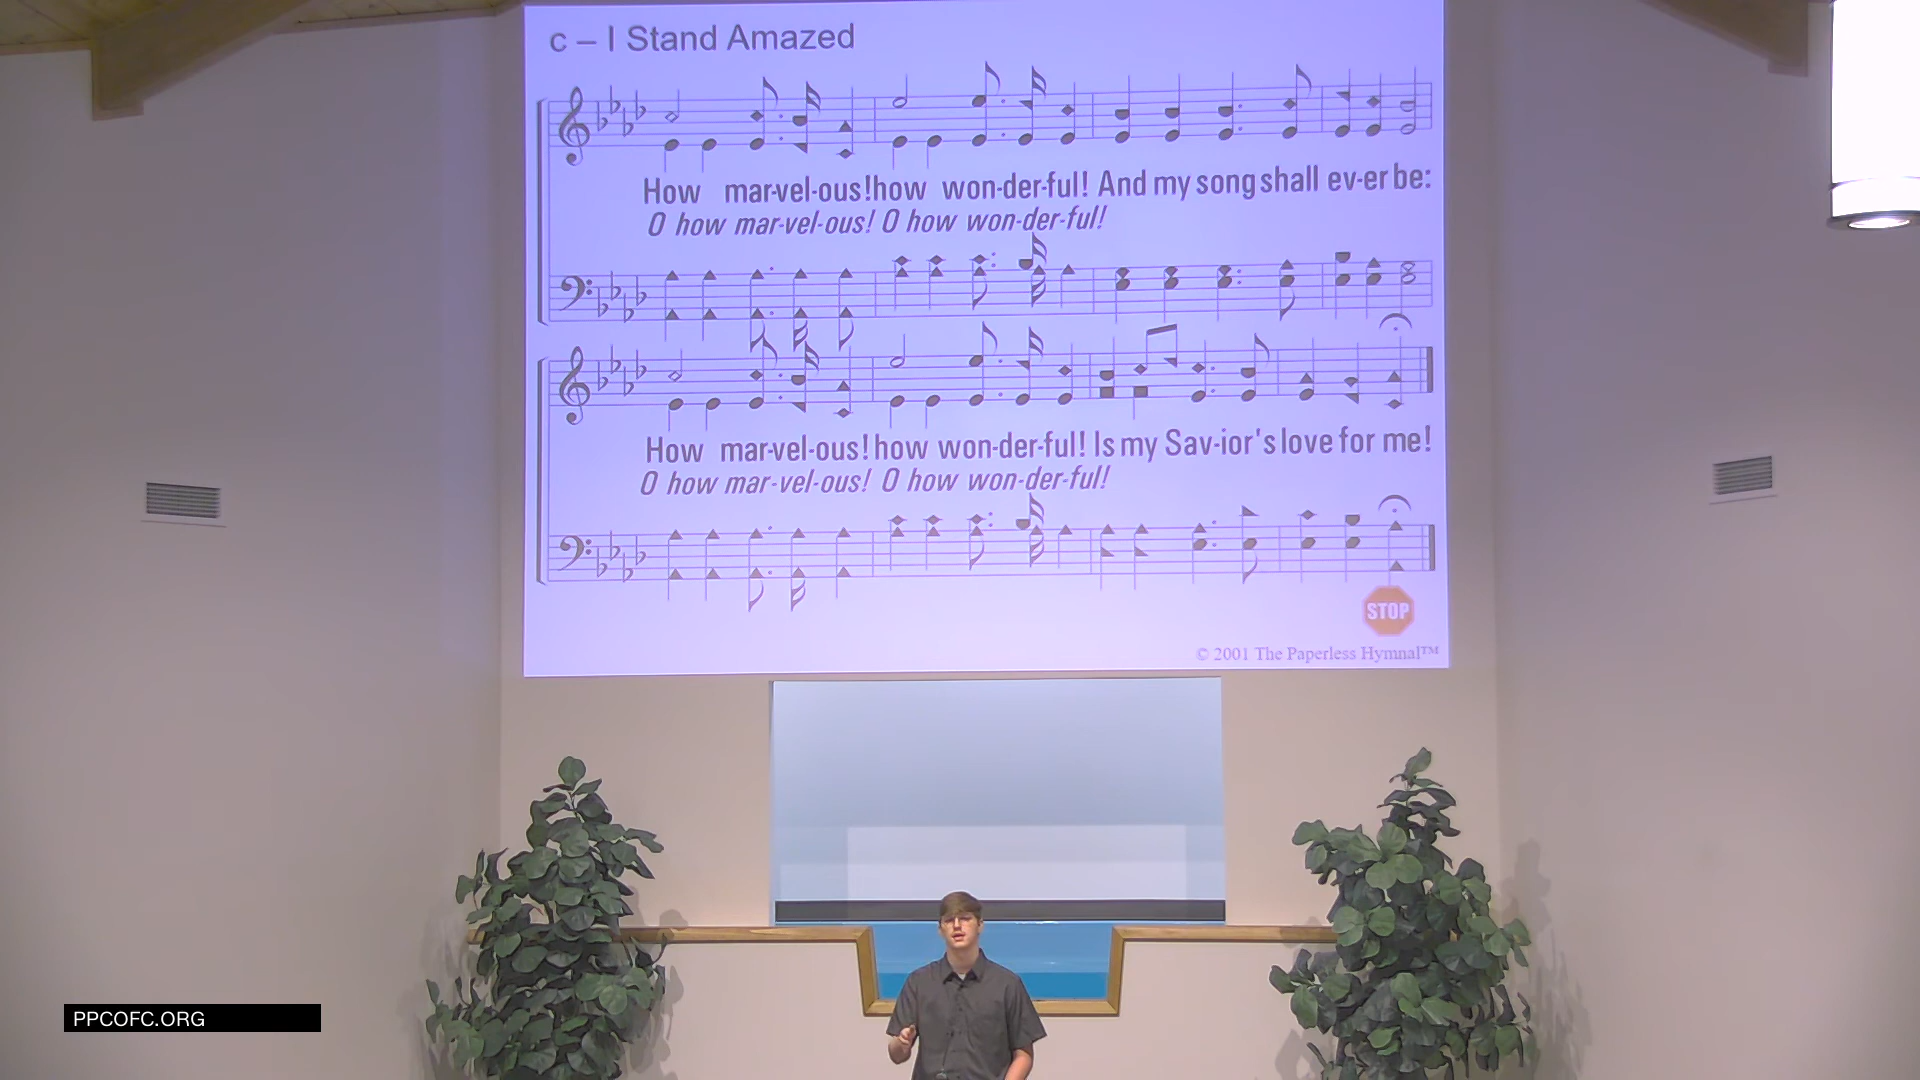 c – I Stand Amazed
How mar-vel-ous! how won-der-ful! And my song shall ev-er be:
O how mar-vel-ous! O how won-der-ful!
How mar-vel-ous! how won-der-ful! Is my Sav-ior's love for me!
O how mar-vel-ous! O how won-der-ful!
STOP
© 2001 The Paperless Hymnal™
PPCOFC.ORG